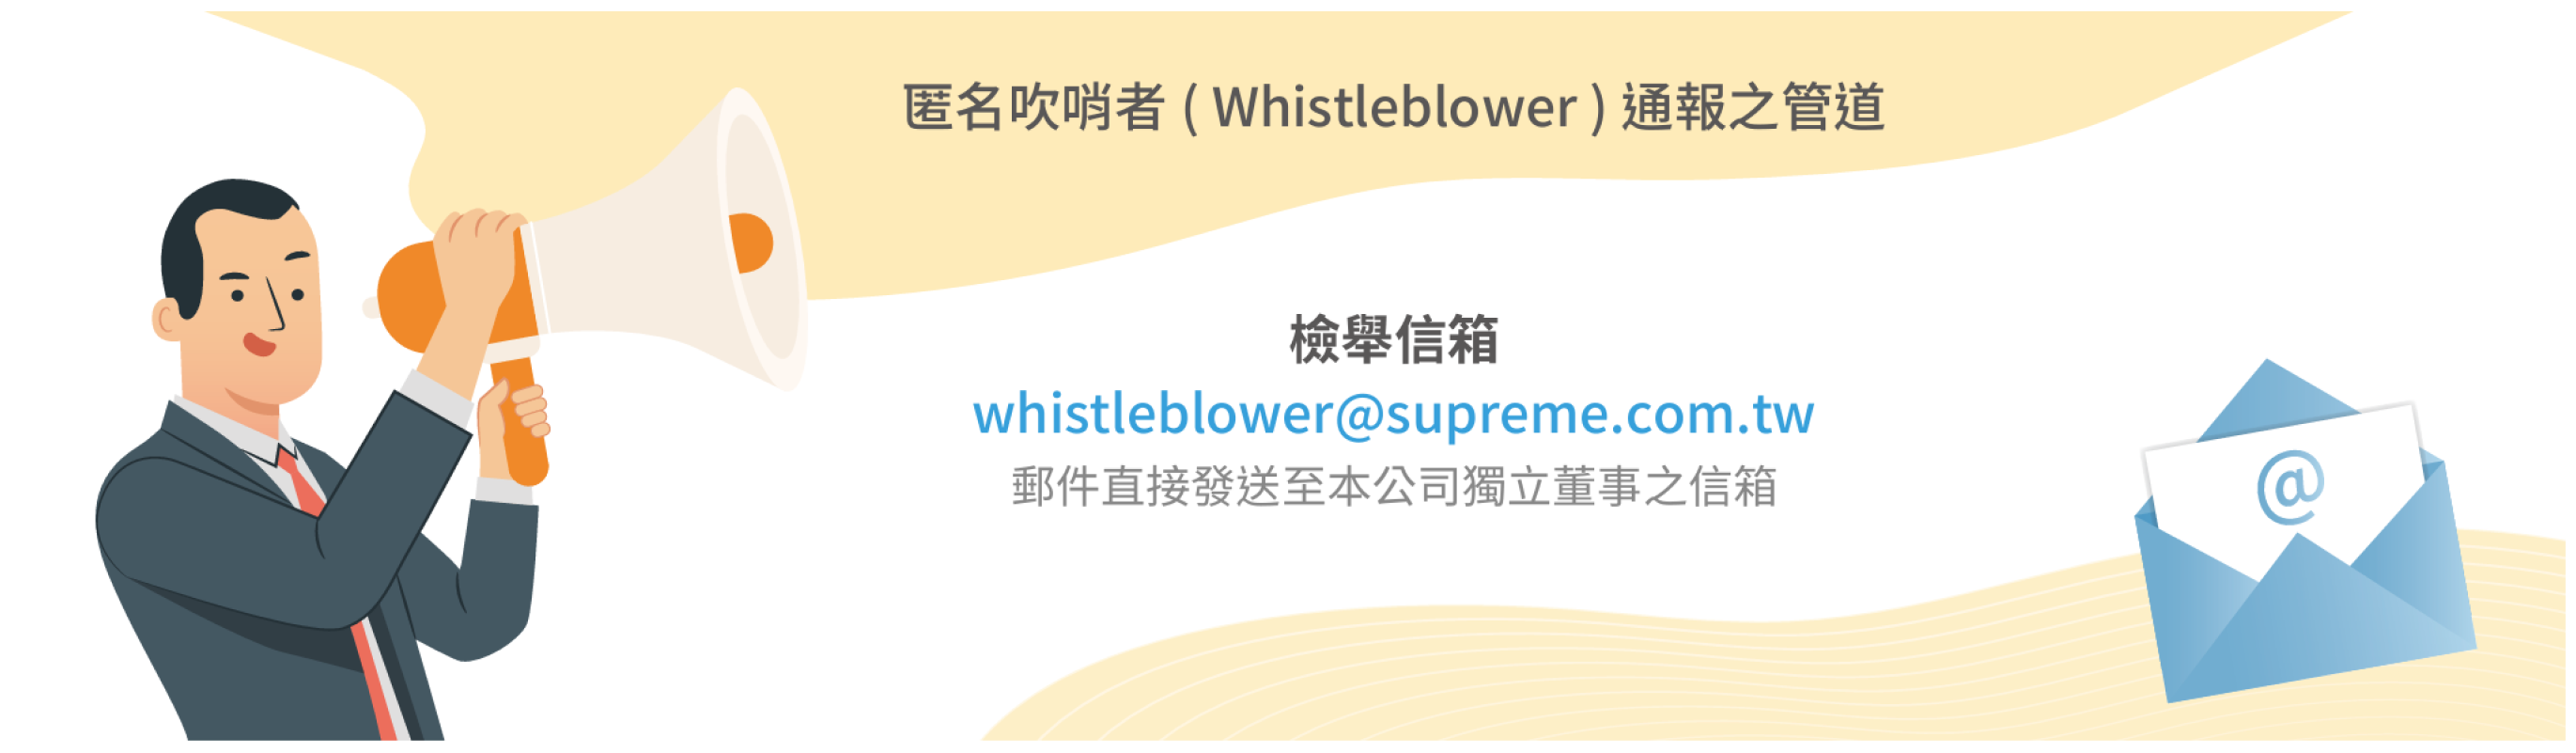 匿名吹哨者 ( Whistleblower ) 通報之管道
檢舉信箱
whistleblower@supreme.com.tw
郵件直接發送至本公司獨立董事之信箱
@